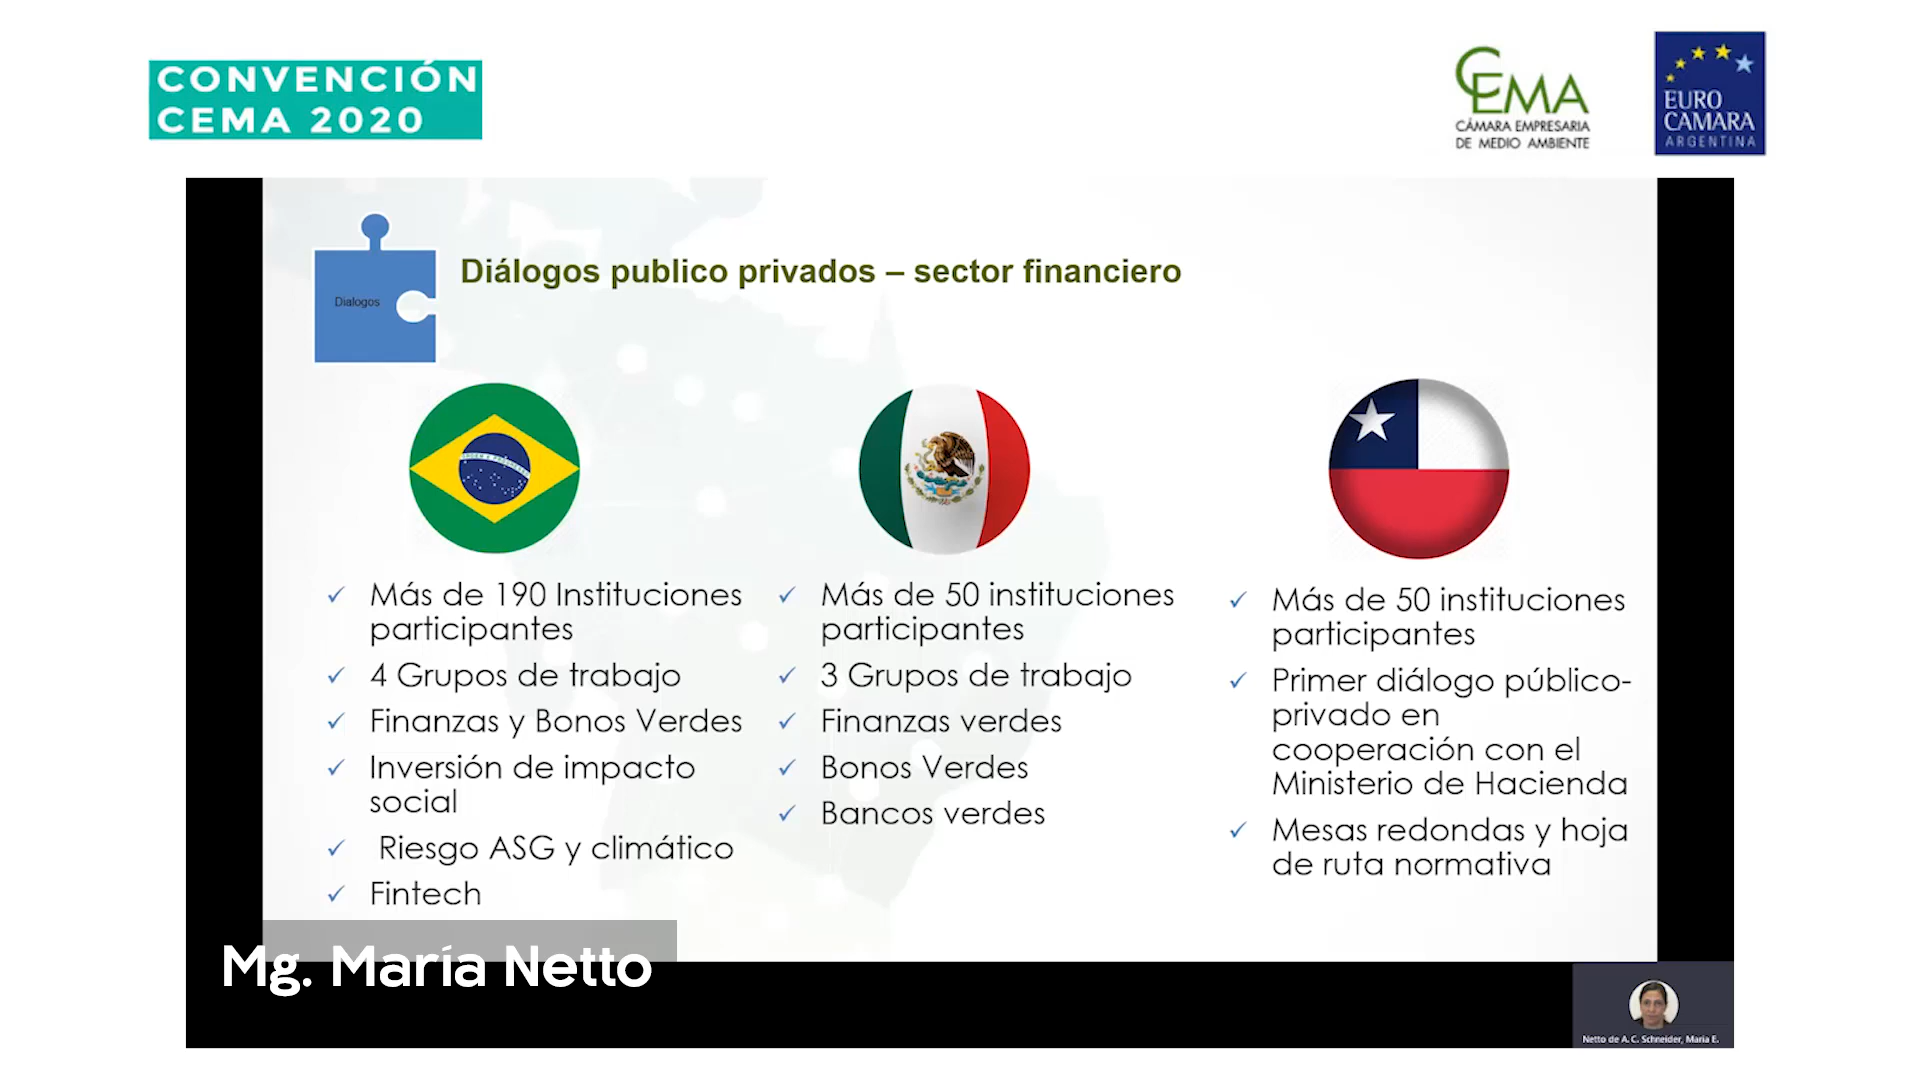 CONVENCIÓN
CEMA 2020
CEMA
CÁMARA EMPRESARIA
DE MEDIO AMBIENTE
EURO
CAMARA
ARGENTINA
Dialogos
Diálogos publico privados – sector financiero
Más de 190 Instituciones
participantes
4 Grupos de trabajo
Finanzas y Bonos Verdes
Inversión de impacto
social
Riesgo ASG y climático
Fintech
Más de 50 instituciones
participantes
3 Grupos de trabajo
Finanzas verdes
Bonos Verdes
Bancos verdes
Más de 50 instituciones
participantes
Primer diálogo público-
privado en
cooperación con el
Ministerio de Hacienda
Mesas redondas y hoja
de ruta normativa
Mg. María Netto
Netto de A. C. Schneider, Maria E.